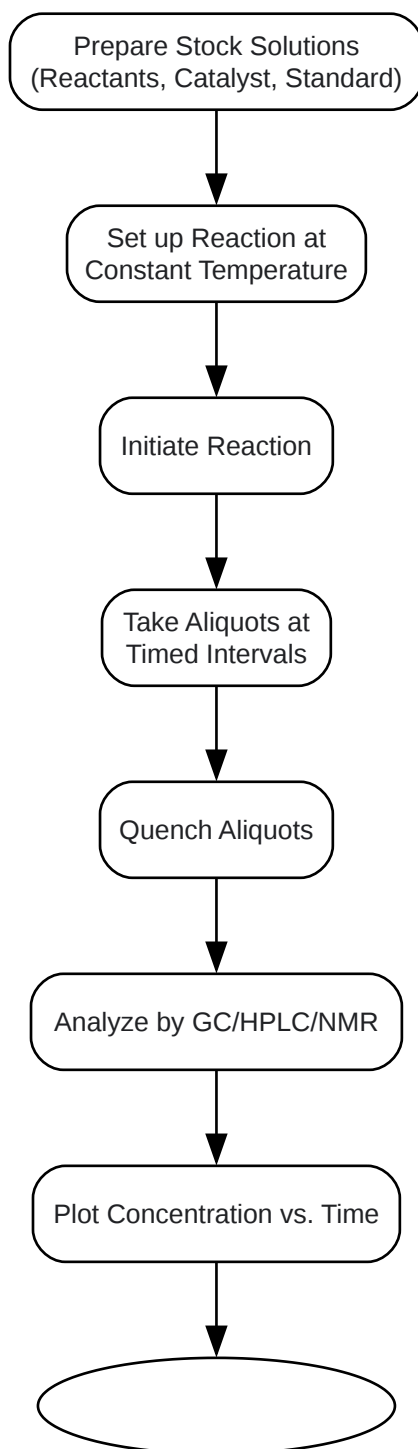 Prepare Stock Solutions
(Reactants, Catalyst, Standard)
Set up Reaction at
Constant Temperature
Initiate Reaction
Take Aliquots at
Timed Intervals
Quench Aliquots
Analyze by GC/HPLC/NMR
Plot Concentration vs. Time